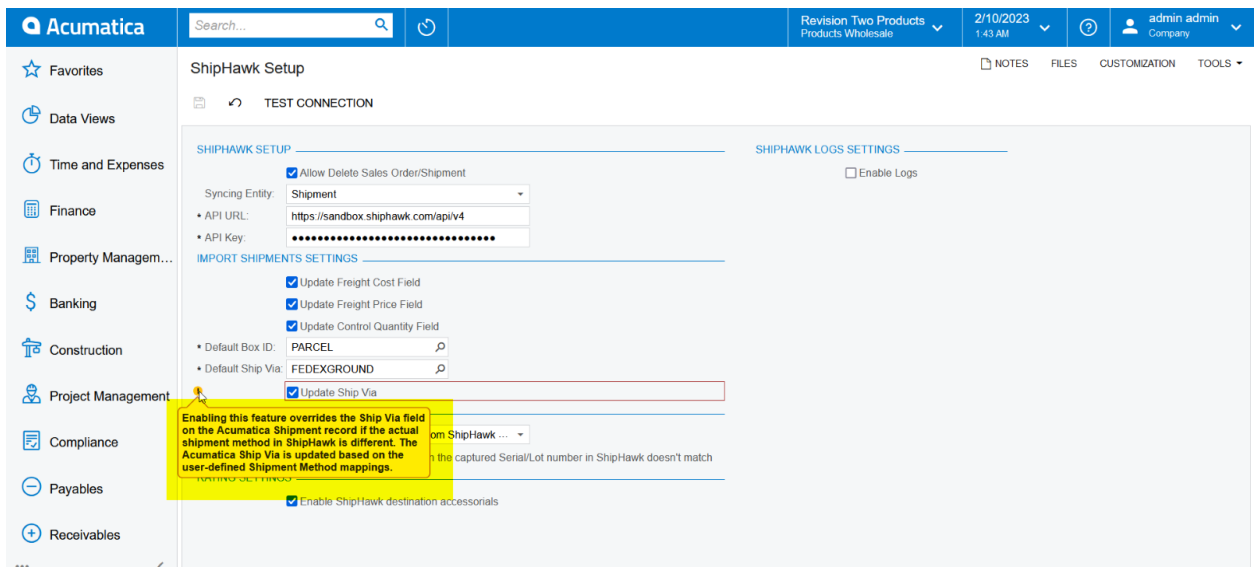 Acumatica
Search...
Revision Two Products
Products Wholesale
2/10/2023
1:43 AM
admin admin
Company
Favorites
Data Views
Time and Expenses
Finance
Property Managem...
Banking
Construction
Project Management
Compliance
Payables
Receivables
ShipHawk Setup
NOTES FILES CUSTOMIZATION TOOLS
TEST CONNECTION
SHIPHAWK SETUP
Allow Delete Sales Order/Shipment
Syncing Entity: Shipment
• API URL: https://sandbox.shiphawk.com/api/v4
• API Key: ••••••••••••••••••••••••••••••••
IMPORT SHIPMENTS SETTINGS
Update Freight Cost Field
Update Freight Price Field
Update Control Quantity Field
• Default Box ID: PARCEL
• Default Ship Via: FEDEXGROUND
Update Ship Via
Enabling this feature overrides the Ship Via field
on the Acumatica Shipment record if the actual
shipment method in ShipHawk is different. The
Acumatica Ship Via is updated based on the
user-defined Shipment Method mappings.
om ShipHawk ...
n the captured Serial/Lot number in ShipHawk doesn't match
RATING SETTINGS
Enable ShipHawk destination accessorials
SHIPHAWK LOGS SETTINGS
Enable Logs